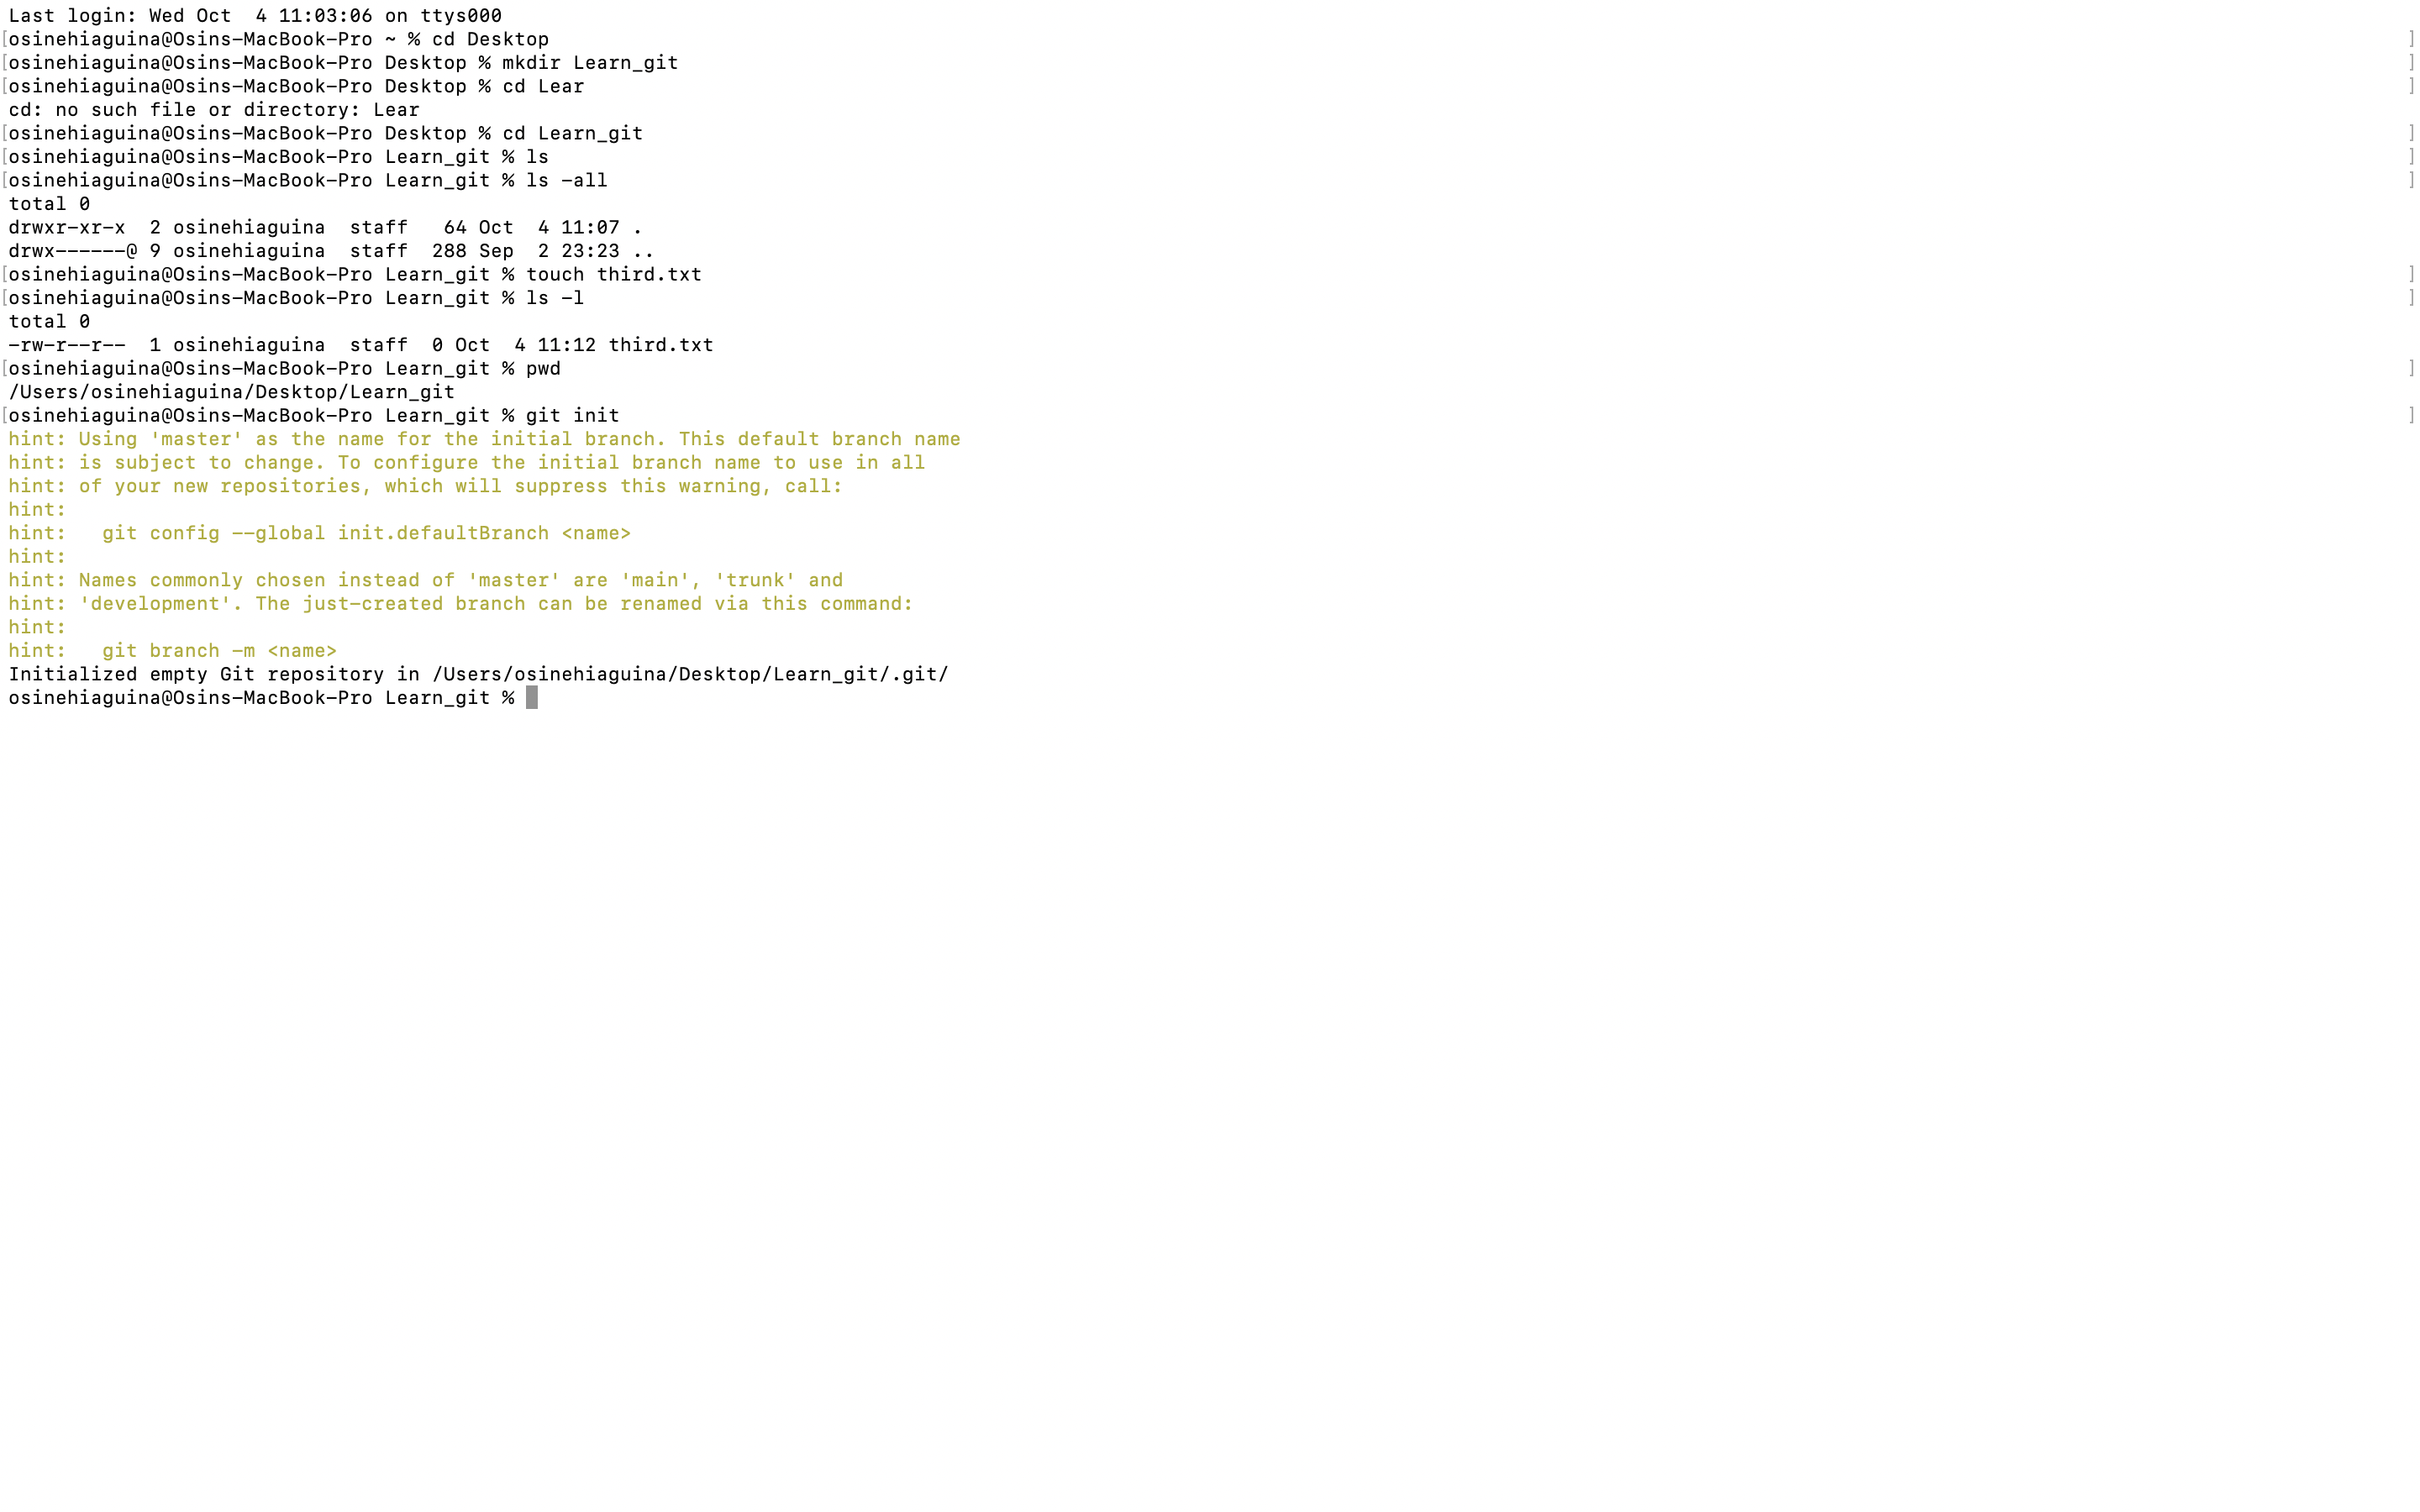 Last login: Wed Oct  4 11:03:06 on ttys000
[osinehiaguina@Osins-MacBook-Pro ~ % cd Desktop ]
[osinehiaguina@Osins-MacBook-Pro Desktop % mkdir Learn_git ]
[osinehiaguina@Osins-MacBook-Pro Desktop % cd Lear ]
cd: no such file or directory: Lear
[osinehiaguina@Osins-MacBook-Pro Desktop % cd Learn_git ]
[osinehiaguina@Osins-MacBook-Pro Learn_git % ls ]
[osinehiaguina@Osins-MacBook-Pro Learn_git % ls -all ]
total 0
drwxr-xr-x  2 osinehiaguina  staff   64 Oct  4 11:07 .
drwx------@ 9 osinehiaguina  staff  288 Sep  2 23:23 ..
[osinehiaguina@Osins-MacBook-Pro Learn_git % touch third.txt ]
[osinehiaguina@Osins-MacBook-Pro Learn_git % ls -l ]
total 0
-rw-r--r--  1 osinehiaguina  staff  0 Oct  4 11:12 third.txt
[osinehiaguina@Osins-MacBook-Pro Learn_git % pwd ]
/Users/osinehiaguina/Desktop/Learn_git
[osinehiaguina@Osins-MacBook-Pro Learn_git % git init ]
hint: Using 'master' as the name for the initial branch. This default branch name
hint: is subject to change. To configure the initial branch name to use in all
hint: of your new repositories, which will suppress this warning, call:
hint:
hint:   git config --global init.defaultBranch <name>
hint:
hint: Names commonly chosen instead of 'master' are 'main', 'trunk' and
hint: 'development'. The just-created branch can be renamed via this command:
hint:
hint:   git branch -m <name>
Initialized empty Git repository in /Users/osinehiaguina/Desktop/Learn_git/.git/
osinehiaguina@Osins-MacBook-Pro Learn_git %